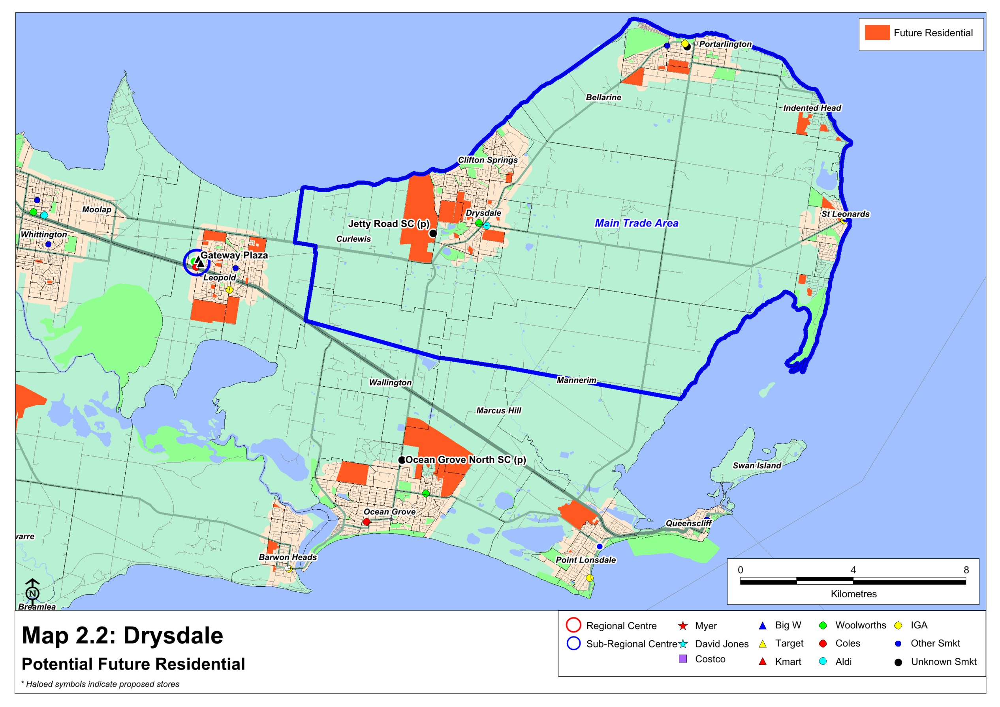 Future Residential
Portarlington
Bellarine
Indented Head
Clifton Springs
Moolap
Drysdale
St Leonards
Main Trade Area
Jetty Road SC (p)
Whittington
Curlewis
Gateway Plaza
Leopold
Mannerim
Wallington
Marcus Hill
Ocean Grove North SC (p)
Swan Island
Ocean Grove
Queenscliff
varre
Barwon Heads
Point Lonsdale
0 4 8
Kilometres
N
Breamlea
Map 2.2: Drysdale
Potential Future Residential
* Haloed symbols indicate proposed stores
Regional Centre Myer Big W Woolworths IGA
Sub-Regional Centre David Jones Target Coles Other Smkt
Costco Kmart Aldi Unknown Smkt